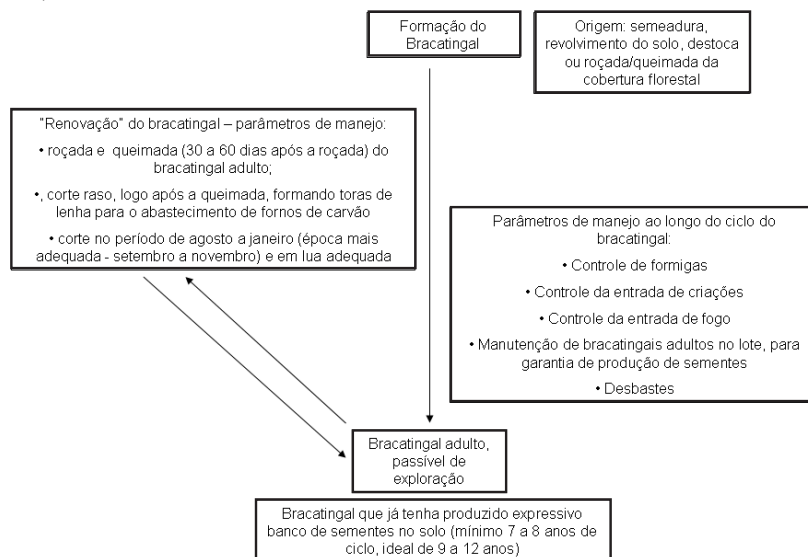 Formação do
Bracatingal
Origem: semeadura,
revolvimento do solo, destoca
ou roçada/queimada da
cobertura florestal
"Renovação" do bracatingal – parâmetros de manejo:
• roçada e queimada (30 a 60 dias após a roçada) do
bracatingal adulto;
•, corte raso, logo após a queimada, formando toras de
lenha para o abastecimento de fornos de carvão
• corte no período de agosto a janeiro (época mais
adequada - setembro a novembro) e em lua adequada
Parâmetros de manejo ao longo do ciclo do
bracatingal:
• Controle de formigas
• Controle da entrada de criações
• Controle da entrada de fogo
• Manutenção de bracatingais adultos no lote, para
garantia de produção de sementes
• Desbastes
Bracatingal adulto,
passível de
exploração
Bracatingal que já tenha produzido expressivo
banco de sementes no solo (mínimo 7 a 8 anos de
ciclo, ideal de 9 a 12 anos)